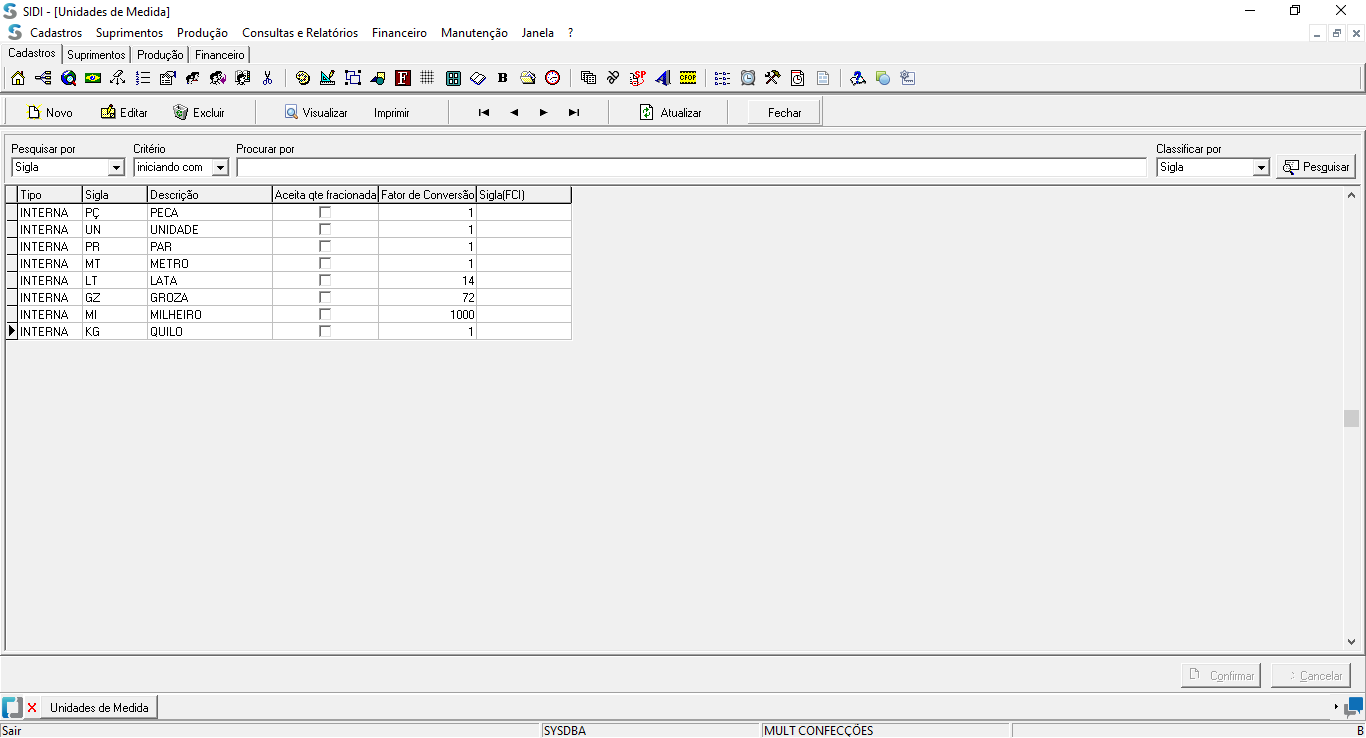 SIDI - [Unidades de Medida]
Cadastros Suprimentos Produção Consultas e Relatórios Financeiro Manutenção Janela ?
Cadastros Suprimentos Produção Financeiro
F B SP CFOP
Novo Editar Excluir Visualizar Imprimir Atualizar Fechar
Pesquisar por Critério Procurar por Classificar por
Sigla iniciando com Sigla Pesquisar
Tipo Sigla Descrição Aceita qte fracionada Fator de Conversão Sigla(FCI)
INTERNA PÇ PECA 1
INTERNA UN UNIDADE 1
INTERNA PR PAR 1
INTERNA MT METRO 1
INTERNA LT LATA 14
INTERNA GZ GROZA 72
INTERNA MI MILHEIRO 1000
INTERNA KG QUILO 1
Confirmar Cancelar
Unidades de Medida
Sair SYSDBA MULT CONFECÇÕES B